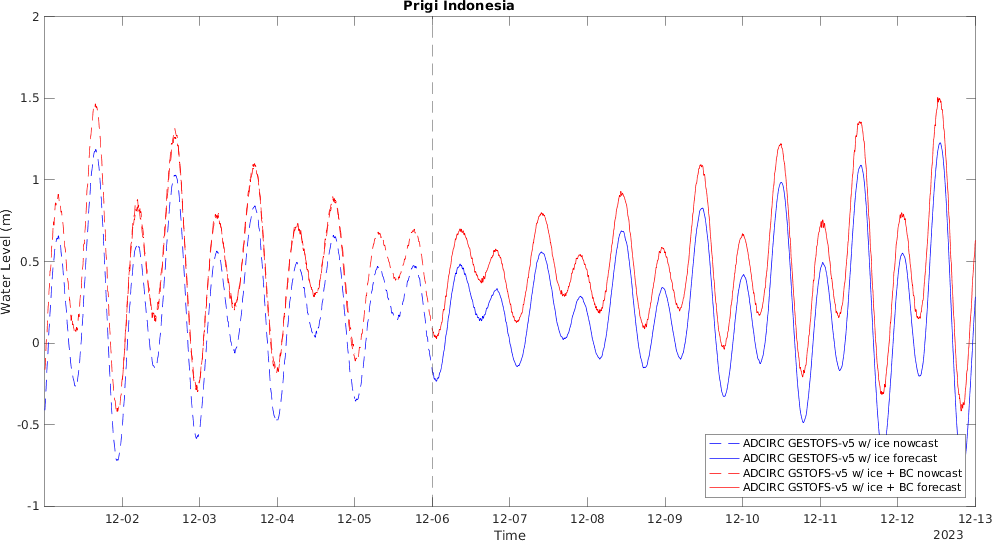 Prigi Indonesia
2
1.5
1
0.5
0
-0.5
-1
Water Level (m)
12-02
12-03
12-04
12-05
12-06
12-07
12-08
12-09
12-10
12-11
12-12
12-13
Time
2023
ADCIRC GESTOFS-v5 w/ ice nowcast
ADCIRC GESTOFS-v5 w/ ice forecast
ADCIRC GSTOFS-v5 w/ ice + BC nowcast
ADCIRC GSTOFS-v5 w/ ice + BC forecast